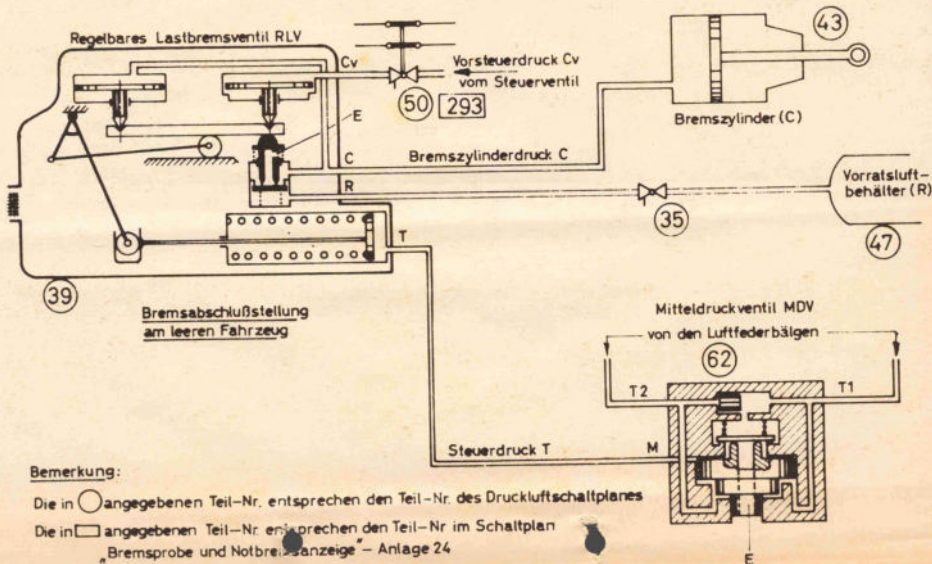 Regelbares Lastbremsventil RLV
Cv
Vorsteuerdruck Cv
vom Steuerventil
50
293
43
Bremszylinder (C)
E
C
Bremszylinderdruck C
R
35
Vorratsluft-
behälter (R)
47
T
39
Bremsabschlußstellung
am leeren Fahrzeug
Mitteldruckventil MDV
von den Luftfederbälgen
62
T2
T1
Steuerdruck T
M
E
Bemerkung:
Die in ◯ angegebenen Teil-Nr. entsprechen den Teil-Nr. des Druckluftschaltplanes
Die in ▭ angegebenen Teil-Nr. entsprechen den Teil-Nr im Schaltplan
„Bremsprobe und Notbremsanzeige" - Anlage 24